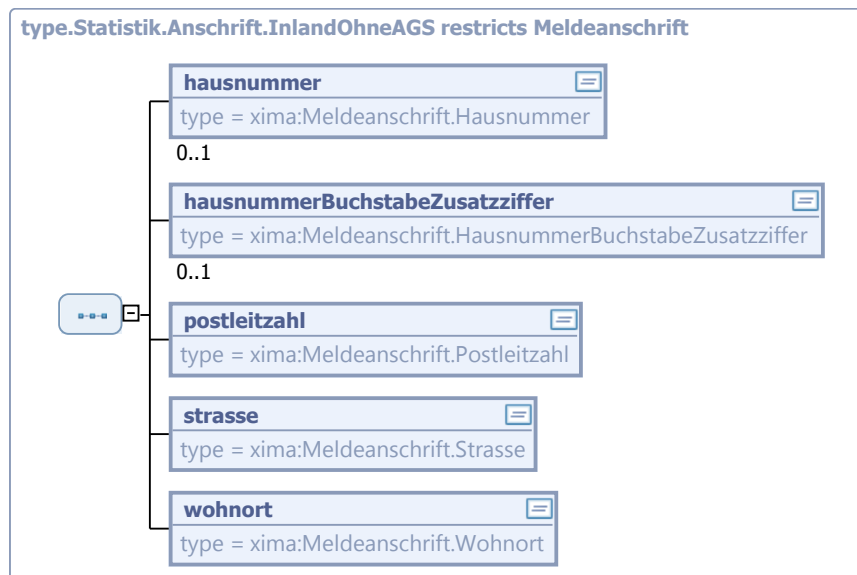 type.Statistik.Anschrift.InlandOhneAGS restricts Meldeanschrift
hausnummer
type = xima:Meldeanschrift.Hausnummer
0..1
hausnummerBuchstabeZusatzziffer
type = xima:Meldeanschrift.HausnummerBuchstabeZusatzziffer
0..1
postleitzahl
type = xima:Meldeanschrift.Postleitzahl
strasse
type = xima:Meldeanschrift.Strasse
wohnort
type = xima:Meldeanschrift.Wohnort